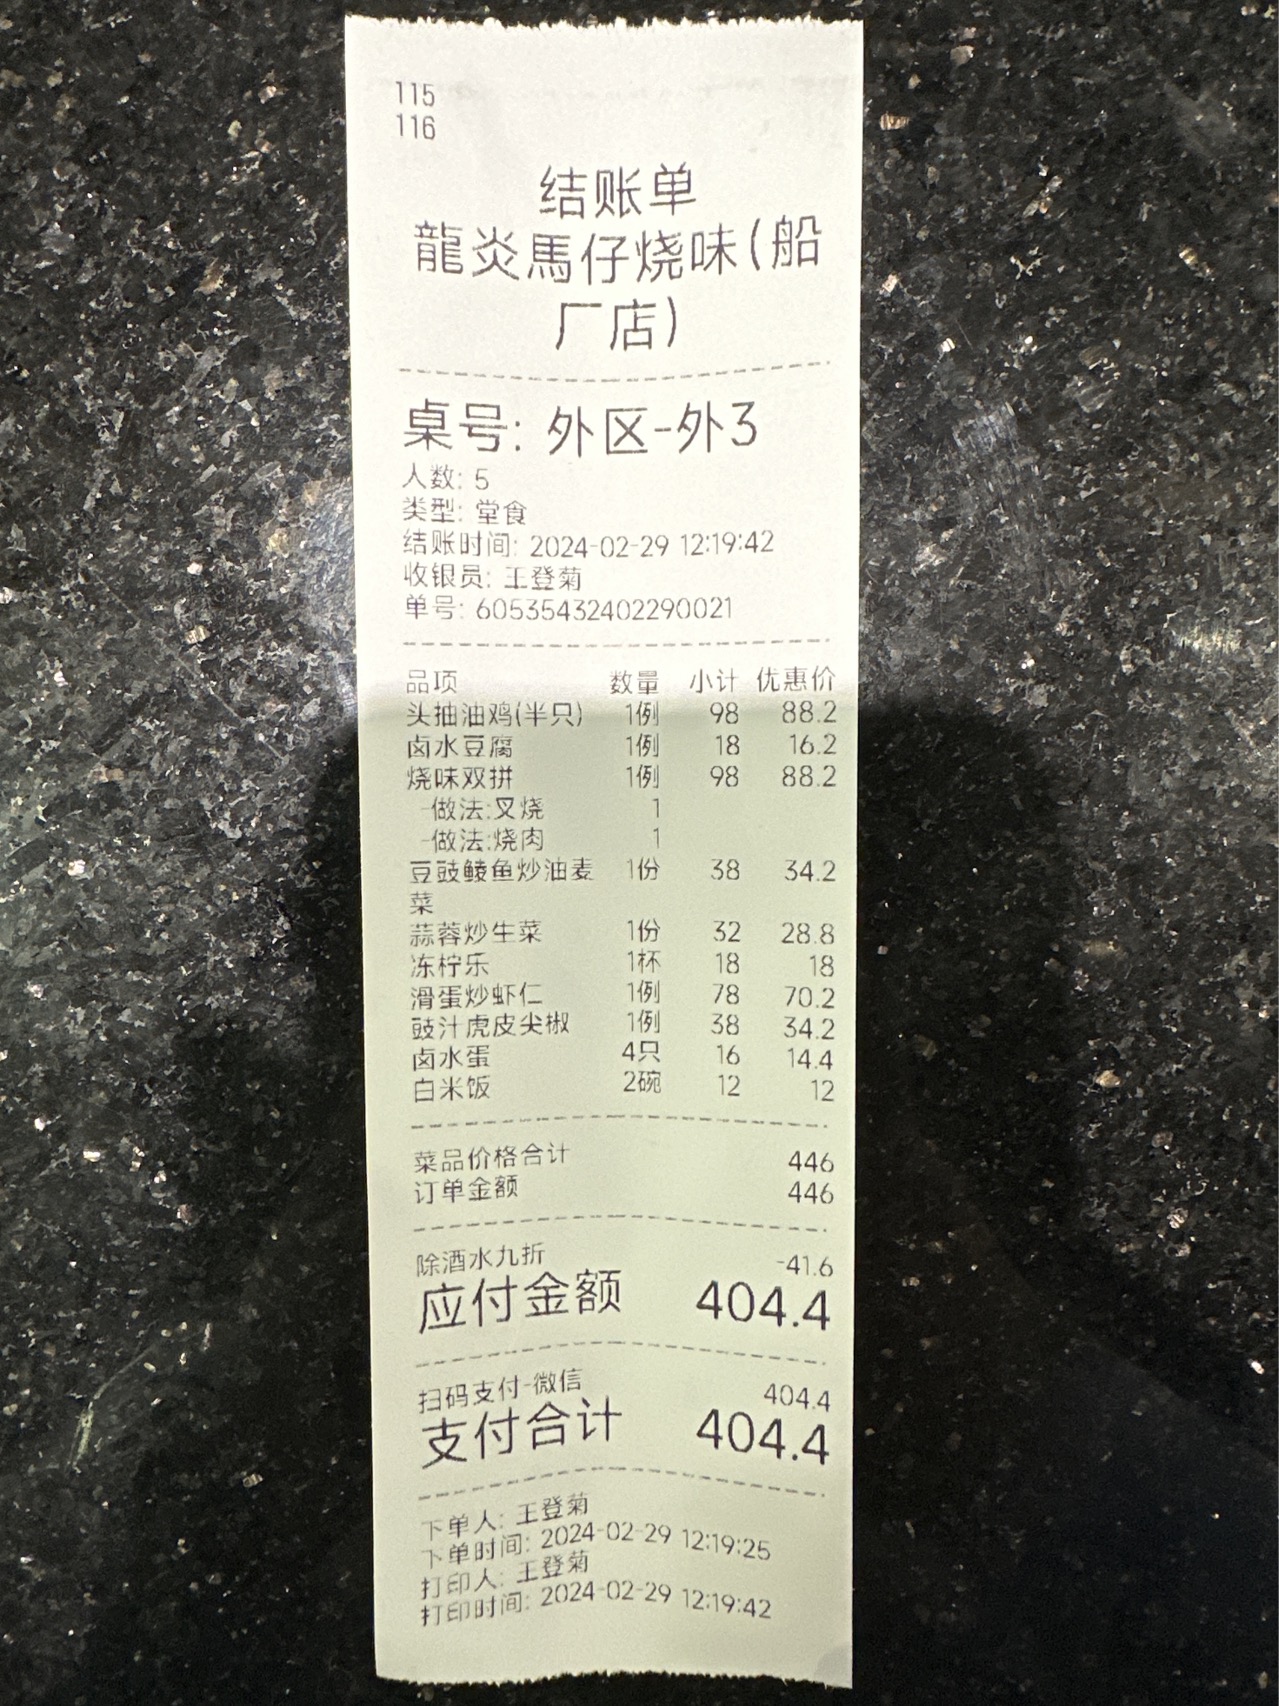 115
116
结账单
龍炎馬仔烧味(船
厂店)
桌号: 外区-外3
人数: 5
类型: 堂食
结账时间: 2024-02-29 12:19:42
收银员: 王登菊
单号: 60535432402290021
品项 数量 小计 优惠价
头抽油鸡(半只) 1例 98 88.2
卤水豆腐 1例 18 16.2
烧味双拼 1例 98 88.2
-做法:叉烧 1
-做法:烧肉 1
豆豉鲮鱼炒油麦 1份 38 34.2
菜
蒜蓉炒生菜 1份 32 28.8
冻柠乐 1杯 18 18
滑蛋炒虾仁 1例 78 70.2
豉汁虎皮尖椒 1例 38 34.2
卤水蛋 4只 16 14.4
白米饭 2碗 12 12
菜品价格合计 446
订单金额 446
除酒水九折 -41.6
应付金额 404.4
扫码支付-微信 404.4
支付合计 404.4
下单人: 王登菊
下单时间: 2024-02-29 12:19:25
打印人: 王登菊
打印时间: 2024-02-29 12:19:42